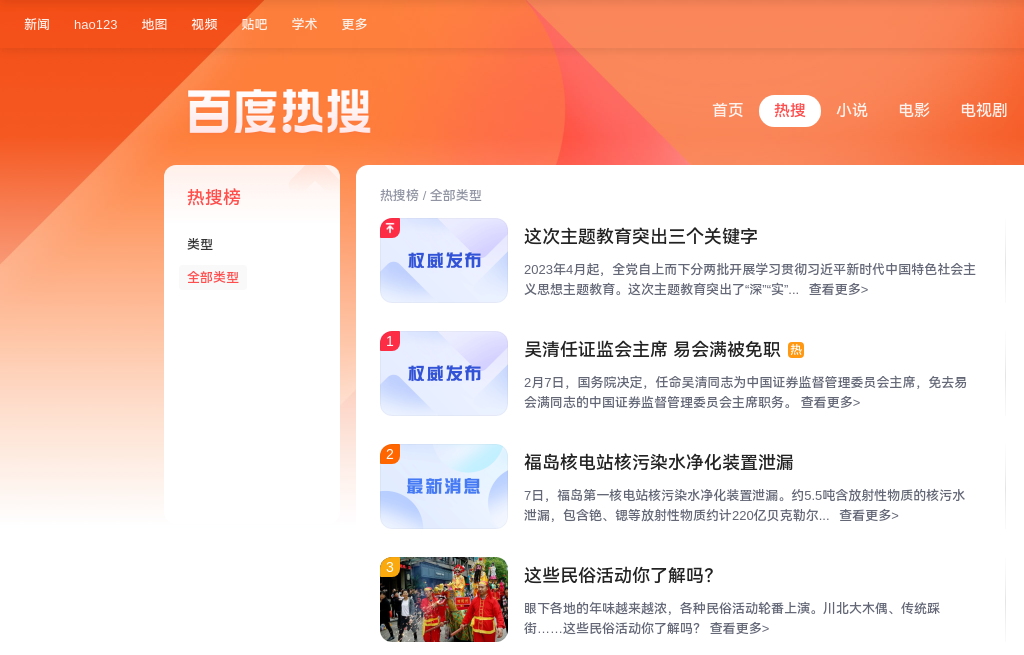 新闻 hao123 地图 视频 贴吧 学术 更多
百度热搜
首页 热搜 小说 电影 电视剧
热搜榜
类型
全部类型
热搜榜 / 全部类型
权威发布
这次主题教育突出三个关键字
2023年4月起，全党自上而下分两批开展学习贯彻习近平新时代中国特色社会主
义思想主题教育。这次主题教育突出了“深”“实”... 查看更多>
1
权威发布
吴清任证监会主席 易会满被免职 热
2月7日，国务院决定，任命吴清同志为中国证券监督管理委员会主席，免去易
会满同志的中国证券监督管理委员会主席职务。 查看更多>
2
最新消息
福岛核电站核污染水净化装置泄漏
7日，福岛第一核电站核污染水净化装置泄漏。约5.5吨含放射性物质的核污水
泄漏，包含铯、锶等放射性物质约计220亿贝克勒尔... 查看更多>
3
这些民俗活动你了解吗？
眼下各地的年味越来越浓，各种民俗活动轮番上演。川北大木偶、传统踩
街……这些民俗活动你了解吗？ 查看更多>